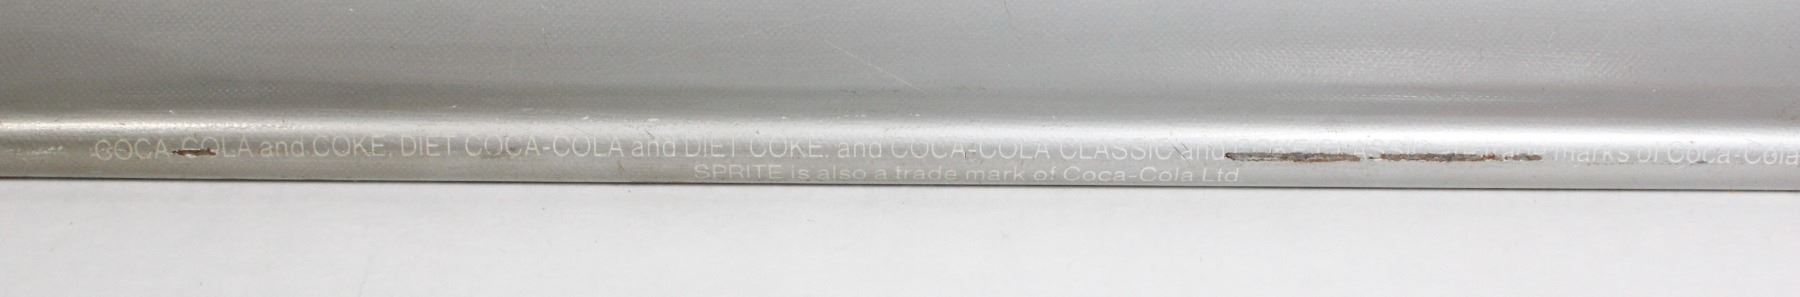 COCA-COLA and COKE, DIET COCA-COLA and DIET COKE, and COCA-COLA CLASSIC and marks of Coca-Cola
SPRITE is also a trade mark of Coca-Cola Ltd